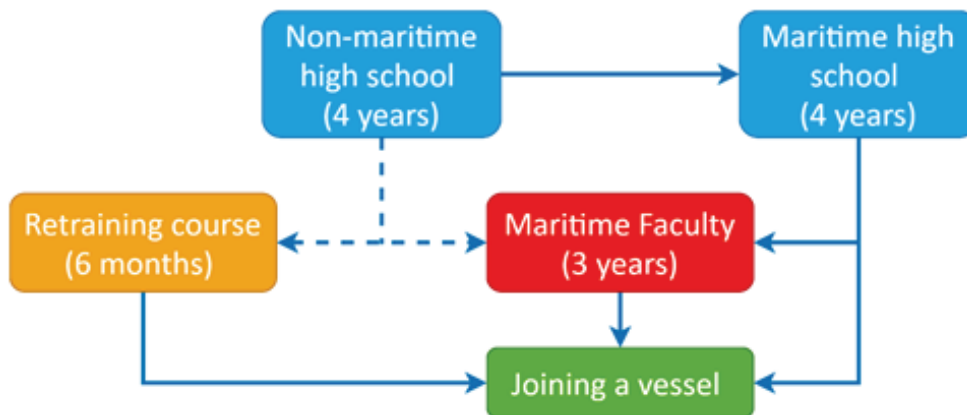 Non-maritime
high school
(4 years)
Maritime high
school
(4 years)
Retraining course
(6 months)
Maritime Faculty
(3 years)
Joining a vessel